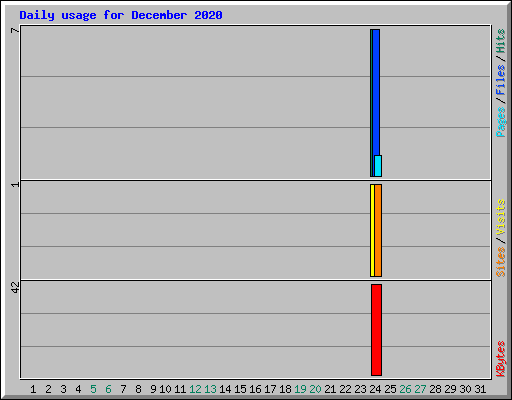 Daily usage for December 2020
7
1
42
Pages/Files/Hits
Sites/Visits
KBytes
1 2 3 4 5 6 7 8 9 10 11 12 13 14 15 16 17 18 19 20 21 22 23 24 25 26 27 28 29 30 31